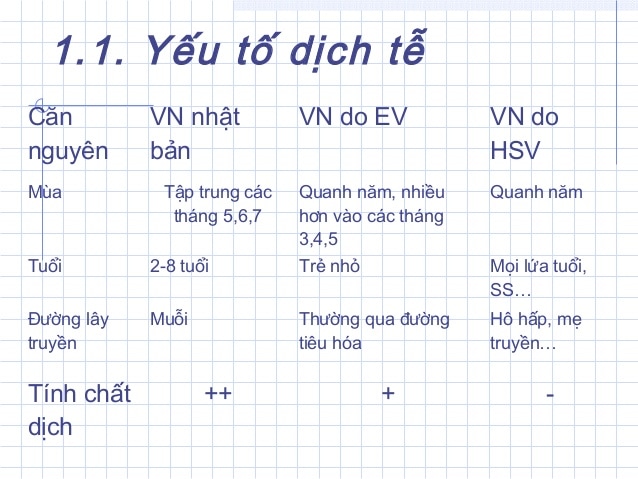 1.1. Yếu tố dịch tễ
Căn nguyên
VN nhật bản
VN do EV
VN do HSV
Mùa
Tập trung các tháng 5,6,7
Quanh năm, nhiều hơn vào các tháng 3,4,5
Quanh năm
Tuổi
2-8 tuổi
Trẻ nhỏ
Mọi lứa tuổi, SS…
Đường lây truyền
Muỗi
Thường qua đường tiêu hóa
Hô hấp, mẹ truyền…
Tính chất dịch
++
+
-